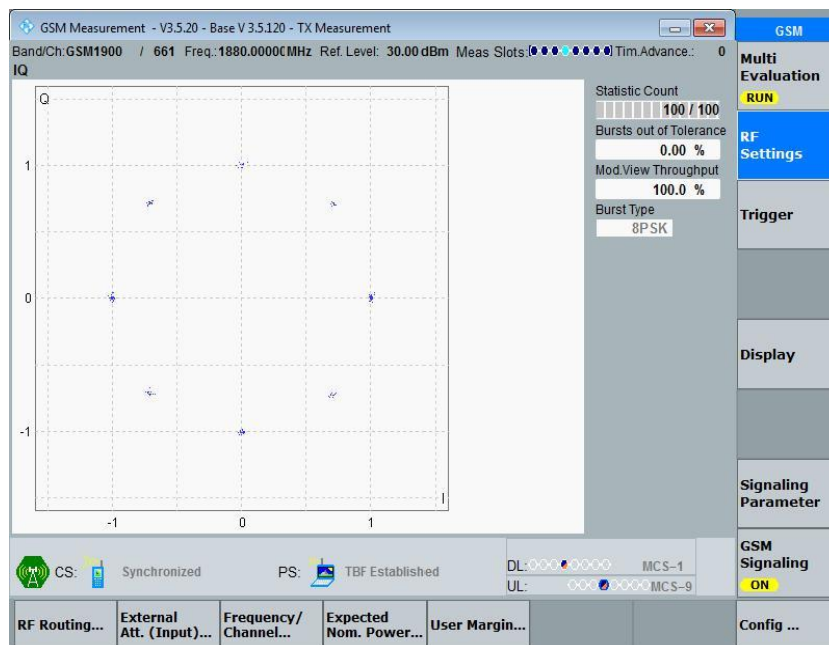 GSM Measurement - V3.5.20 - Base V 3.5.120 - TX Measurement
Band/Ch:GSM1900 / 661 Freq.:1880.0000 MHz Ref. Level: 30.00 dBm Meas Slots: Tim.Advance.: 0
IQ
Q
1
0
-1
I
-1 0 1
Statistic Count
100 / 100
Bursts out of Tolerance
0.00 %
Mod.View Throughput
100.0 %
Burst Type
8PSK
CS: Synchronized
PS: TBF Established
DL: MCS-1
UL: MCS-9
RF Routing...
External
Att. (Input)...
Frequency/
Channel...
Expected
Nom. Power...
User Margin...
GSM
Multi
Evaluation
RUN
RF
Settings
Trigger
Display
Signaling
Parameter
GSM
Signaling
ON
Config ...